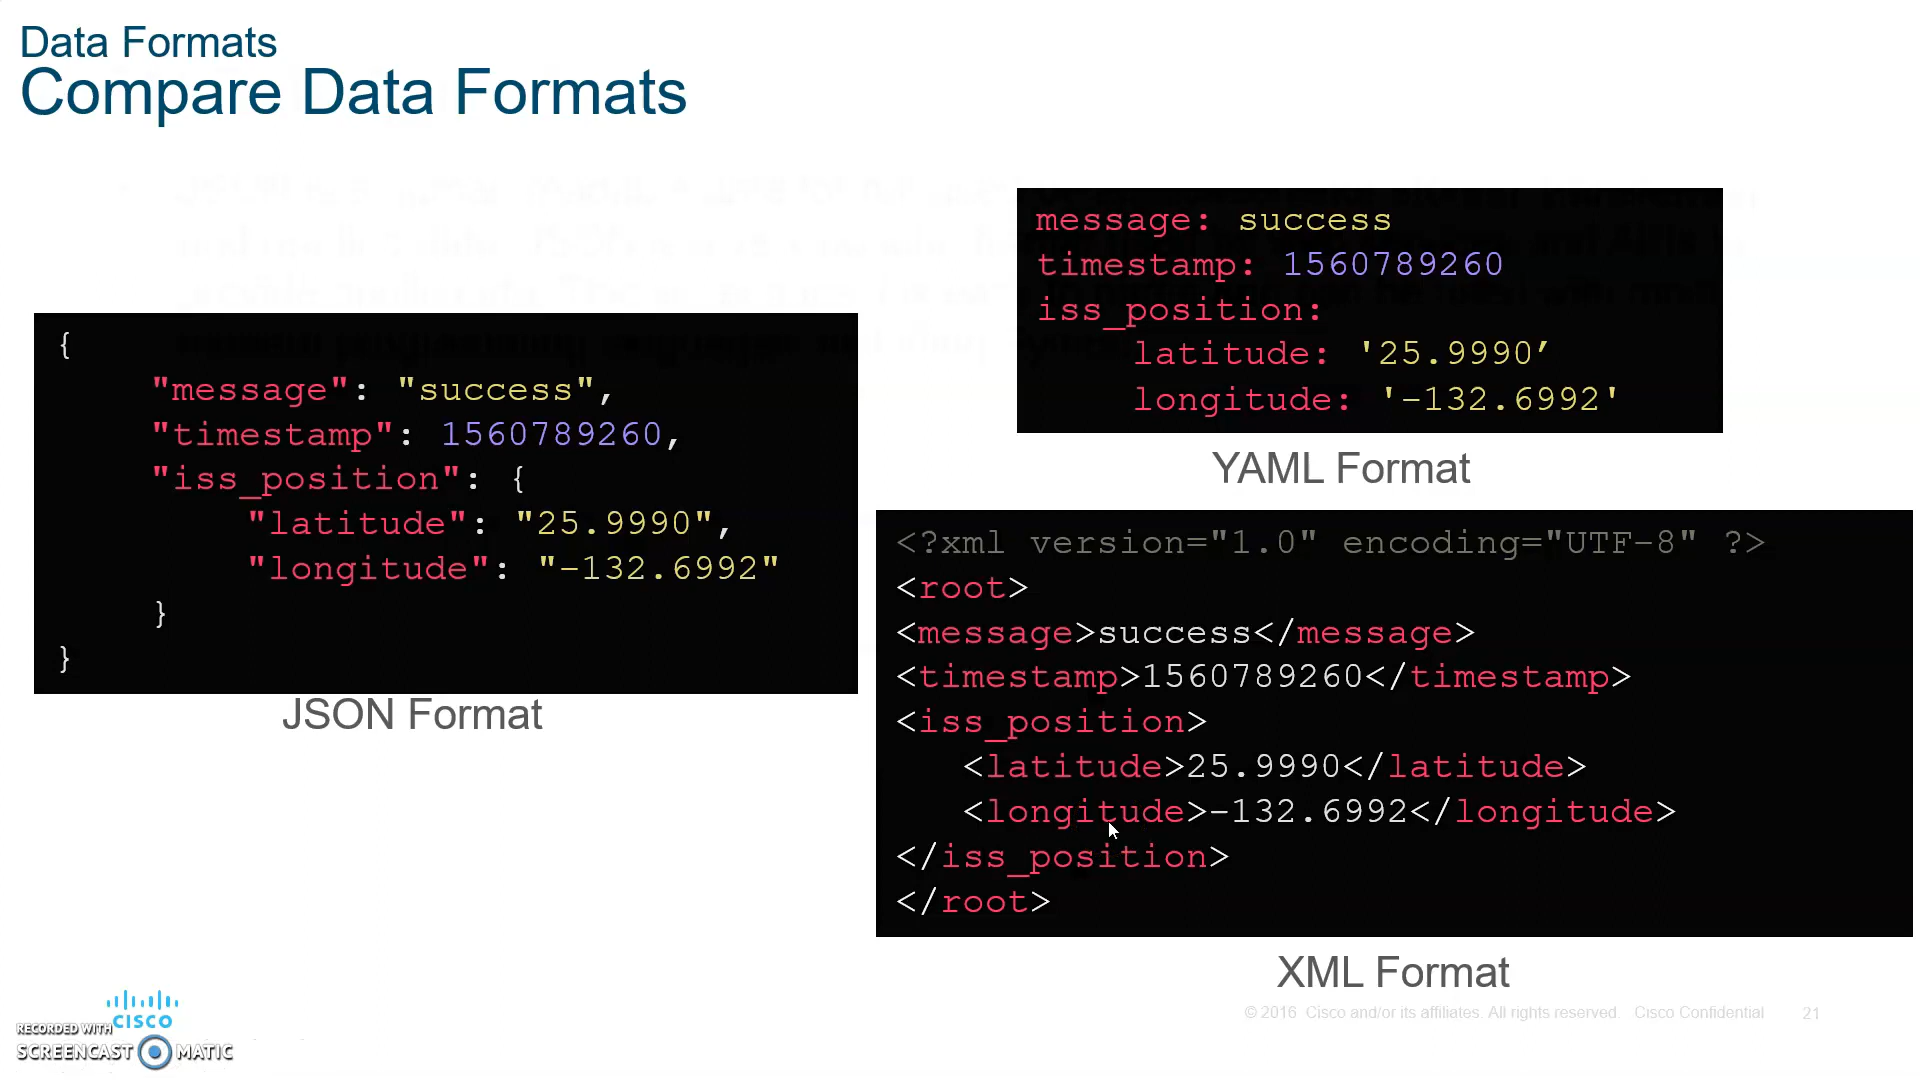 Data Formats
Compare Data Formats
{
"message": "success",
"timestamp": 1560789260,
"iss_position": {
"latitude": "25.9990",
"longitude": "-132.6992"
}
}
JSON Format
message: success
timestamp: 1560789260
iss_position:
latitude: '25.9990’
longitude: '-132.6992'
YAML Format
<?xml version="1.0" encoding="UTF-8" ?>
<root>
<message>success</message>
<timestamp>1560789260</timestamp>
<iss_position>
<latitude>25.9990</latitude>
<longitude>-132.6992</longitude>
</iss_position>
</root>
XML Format
© 2016 Cisco and/or its affiliates. All rights reserved. Cisco Confidential 21
CISCO
RECORDED WITH
SCREENCAST MATIC